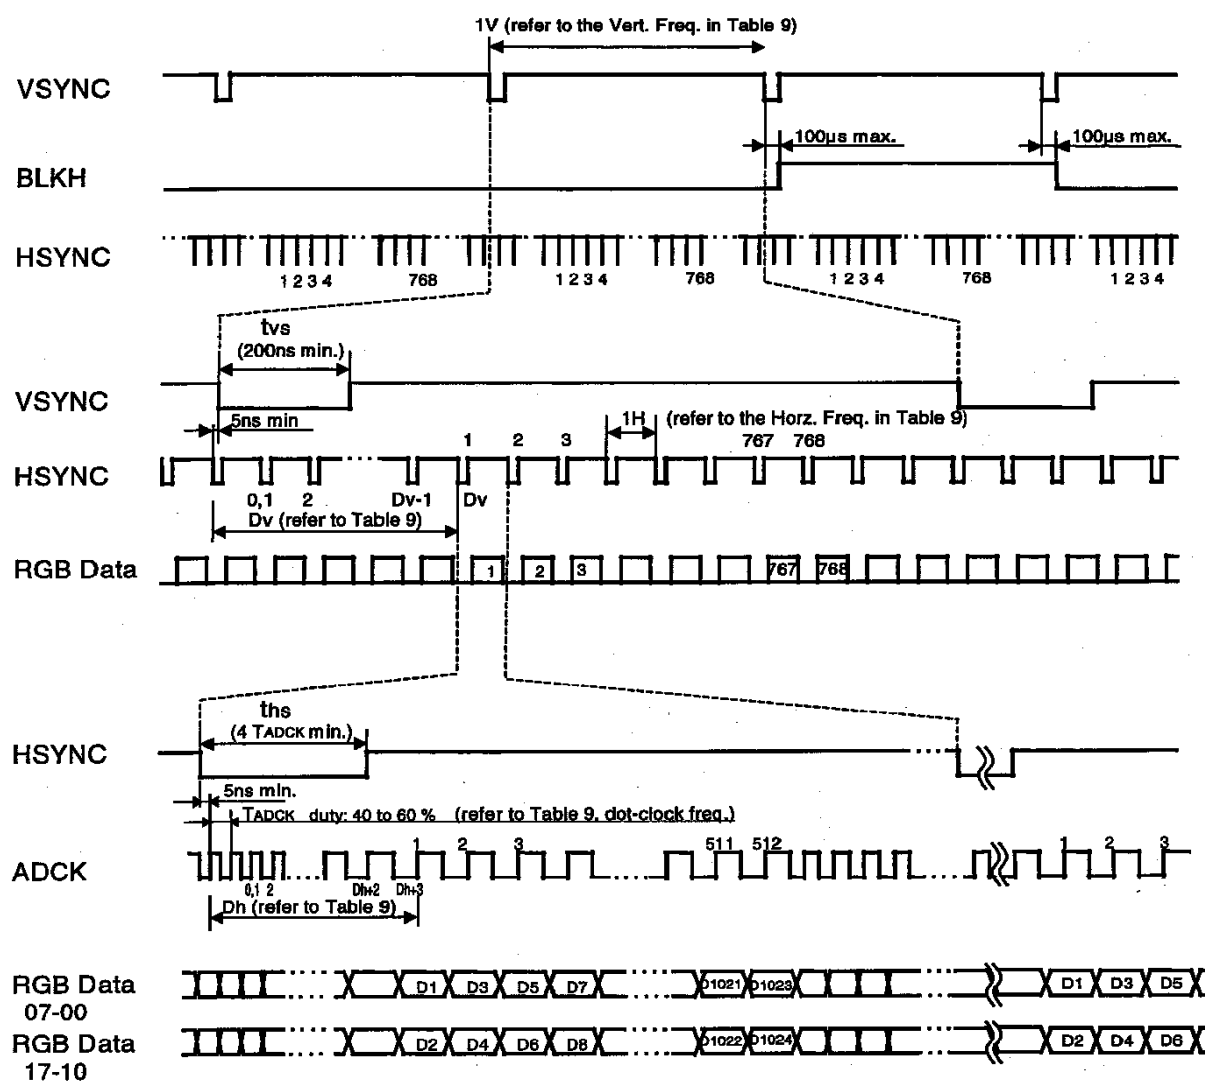 1V (refer to the Vert. Freq. in Table 9)
VSYNC
100µs max.
100µs max.
BLKH
HSYNC
1 2 3 4
768
1 2 3 4
768
1 2 3 4
768
1 2 3 4
tvs
(200ns min.)
VSYNC
5ns min
1H
(refer to the Horz. Freq. in Table 9)
1 2 3 767 768
HSYNC
0,1 2 Dv-1 Dv
Dv (refer to Table 9)
RGB Data
1 2 3 767 768
ths
(4 TADCK min.)
HSYNC
5ns min.
TADCK duty: 40 to 60 % (refer to Table 9, dot-clock freq.)
1 2 3 511 512 1 2 3
ADCK
0,1 2 Dh+2 Dh+3
Dh (refer to Table 9)
RGB Data
07-00
D1 D3 D5 D7 D1021 D1023 D1 D3 D5
RGB Data
17-10
D2 D4 D6 D8 D1022 D1024 D2 D4 D6